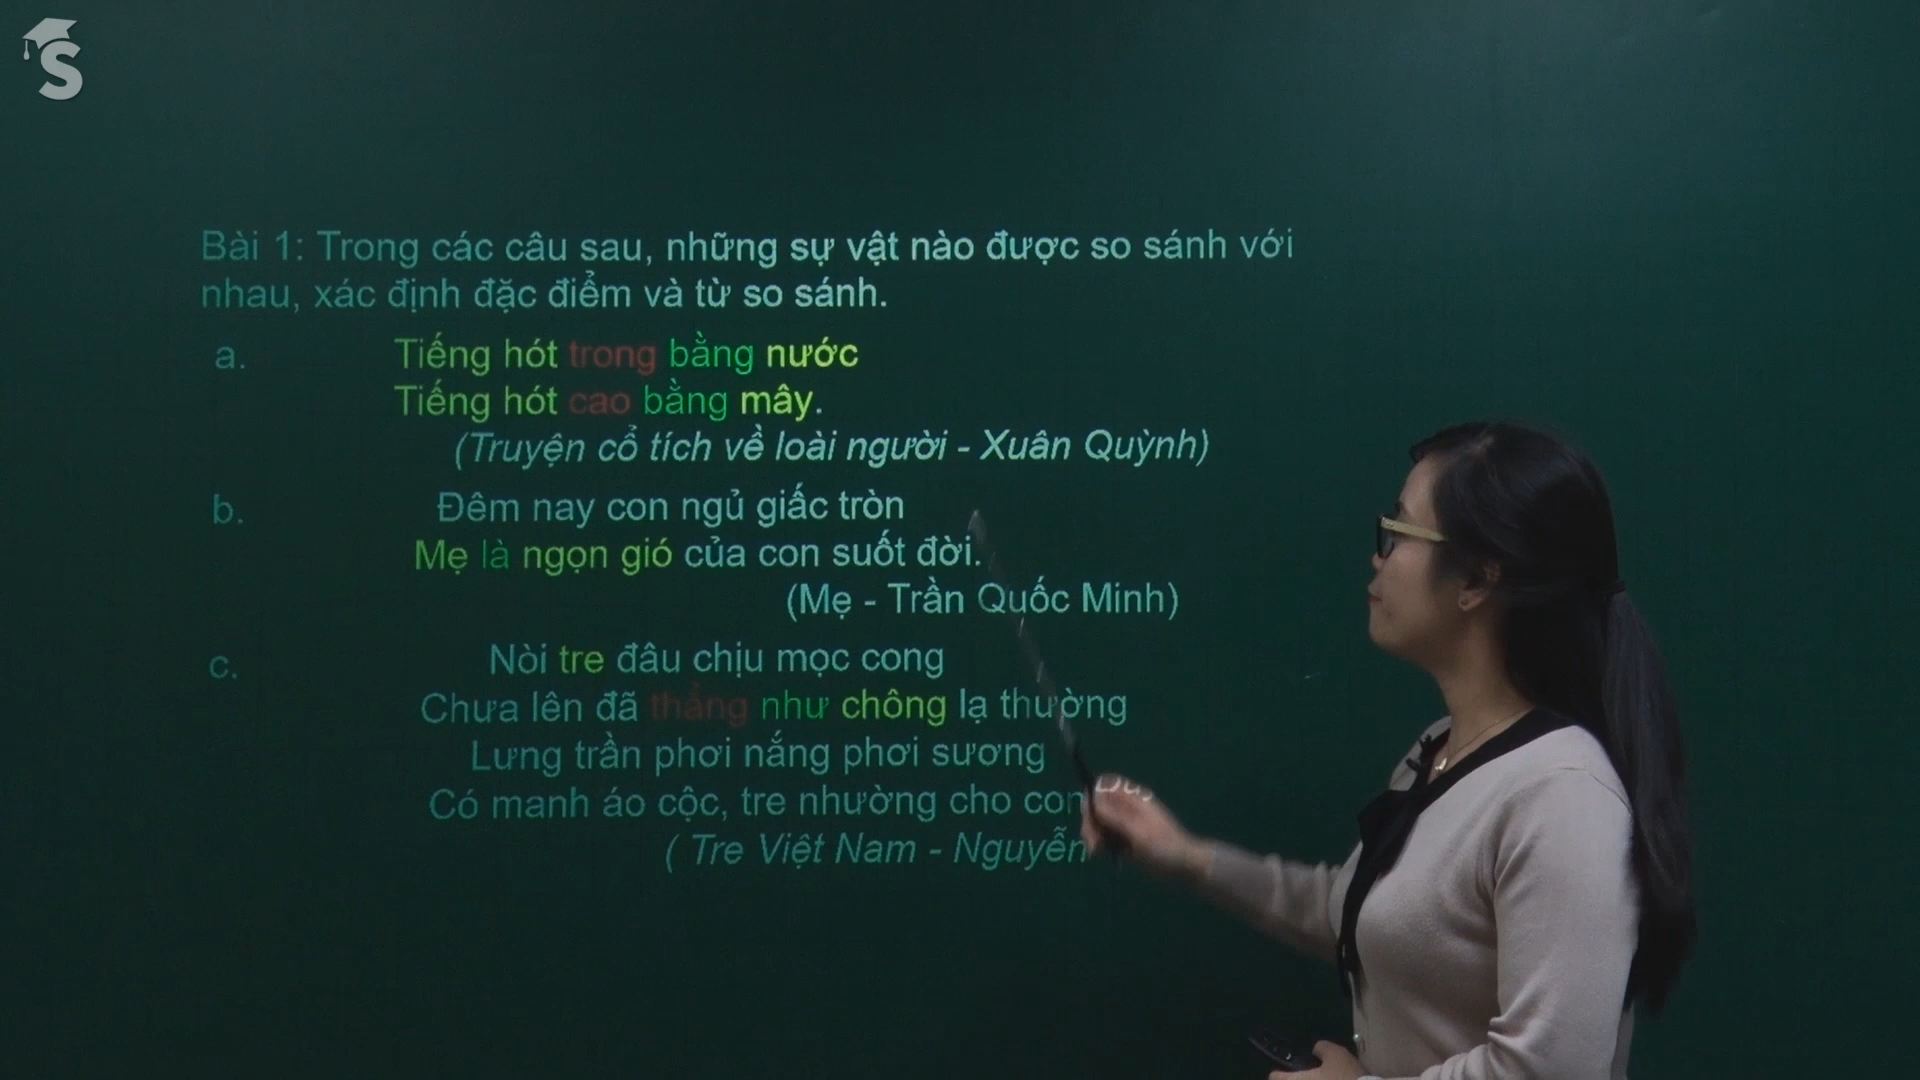 S
Bài 1: Trong các câu sau, những sự vật nào được so sánh với
nhau, xác định đặc điểm và từ so sánh.
a. Tiếng hót trong bằng nước
Tiếng hót cao bằng mây.
(Truyện cổ tích về loài người - Xuân Quỳnh)
b. Đêm nay con ngủ giấc tròn
Mẹ là ngọn gió của con suốt đời.
(Mẹ - Trần Quốc Minh)
c. Nòi tre đâu chịu mọc cong
Chưa lên đã thẳng như chông lạ thường
Lưng trần phơi nắng phơi sương
Có manh áo cộc, tre nhường cho con
( Tre Việt Nam - Nguyễn Duy